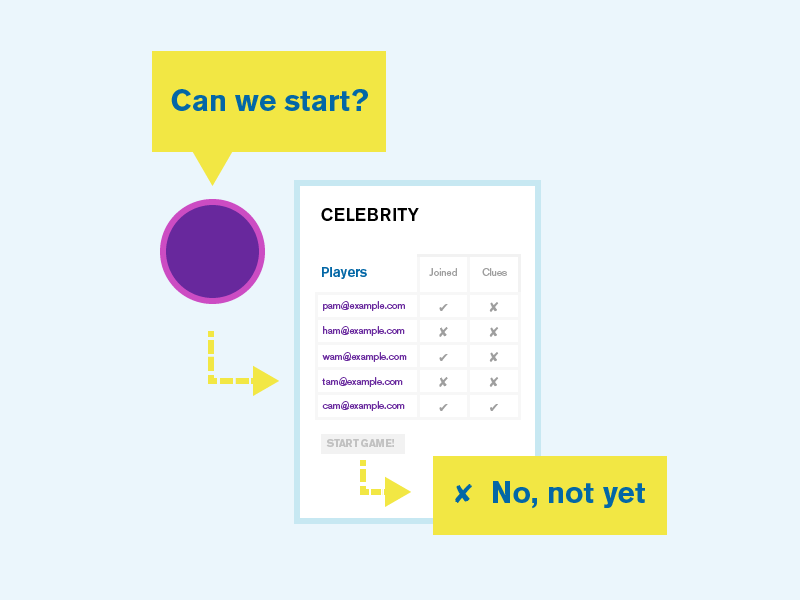 Can we start?
CELEBRITY
Players Joined Clues
pam@example.com ✔ ✘
ham@example.com ✘ ✘
wam@example.com ✔ ✘
tam@example.com ✘ ✘
cam@example.com ✔ ✔
START GAME!
✘ No, not yet